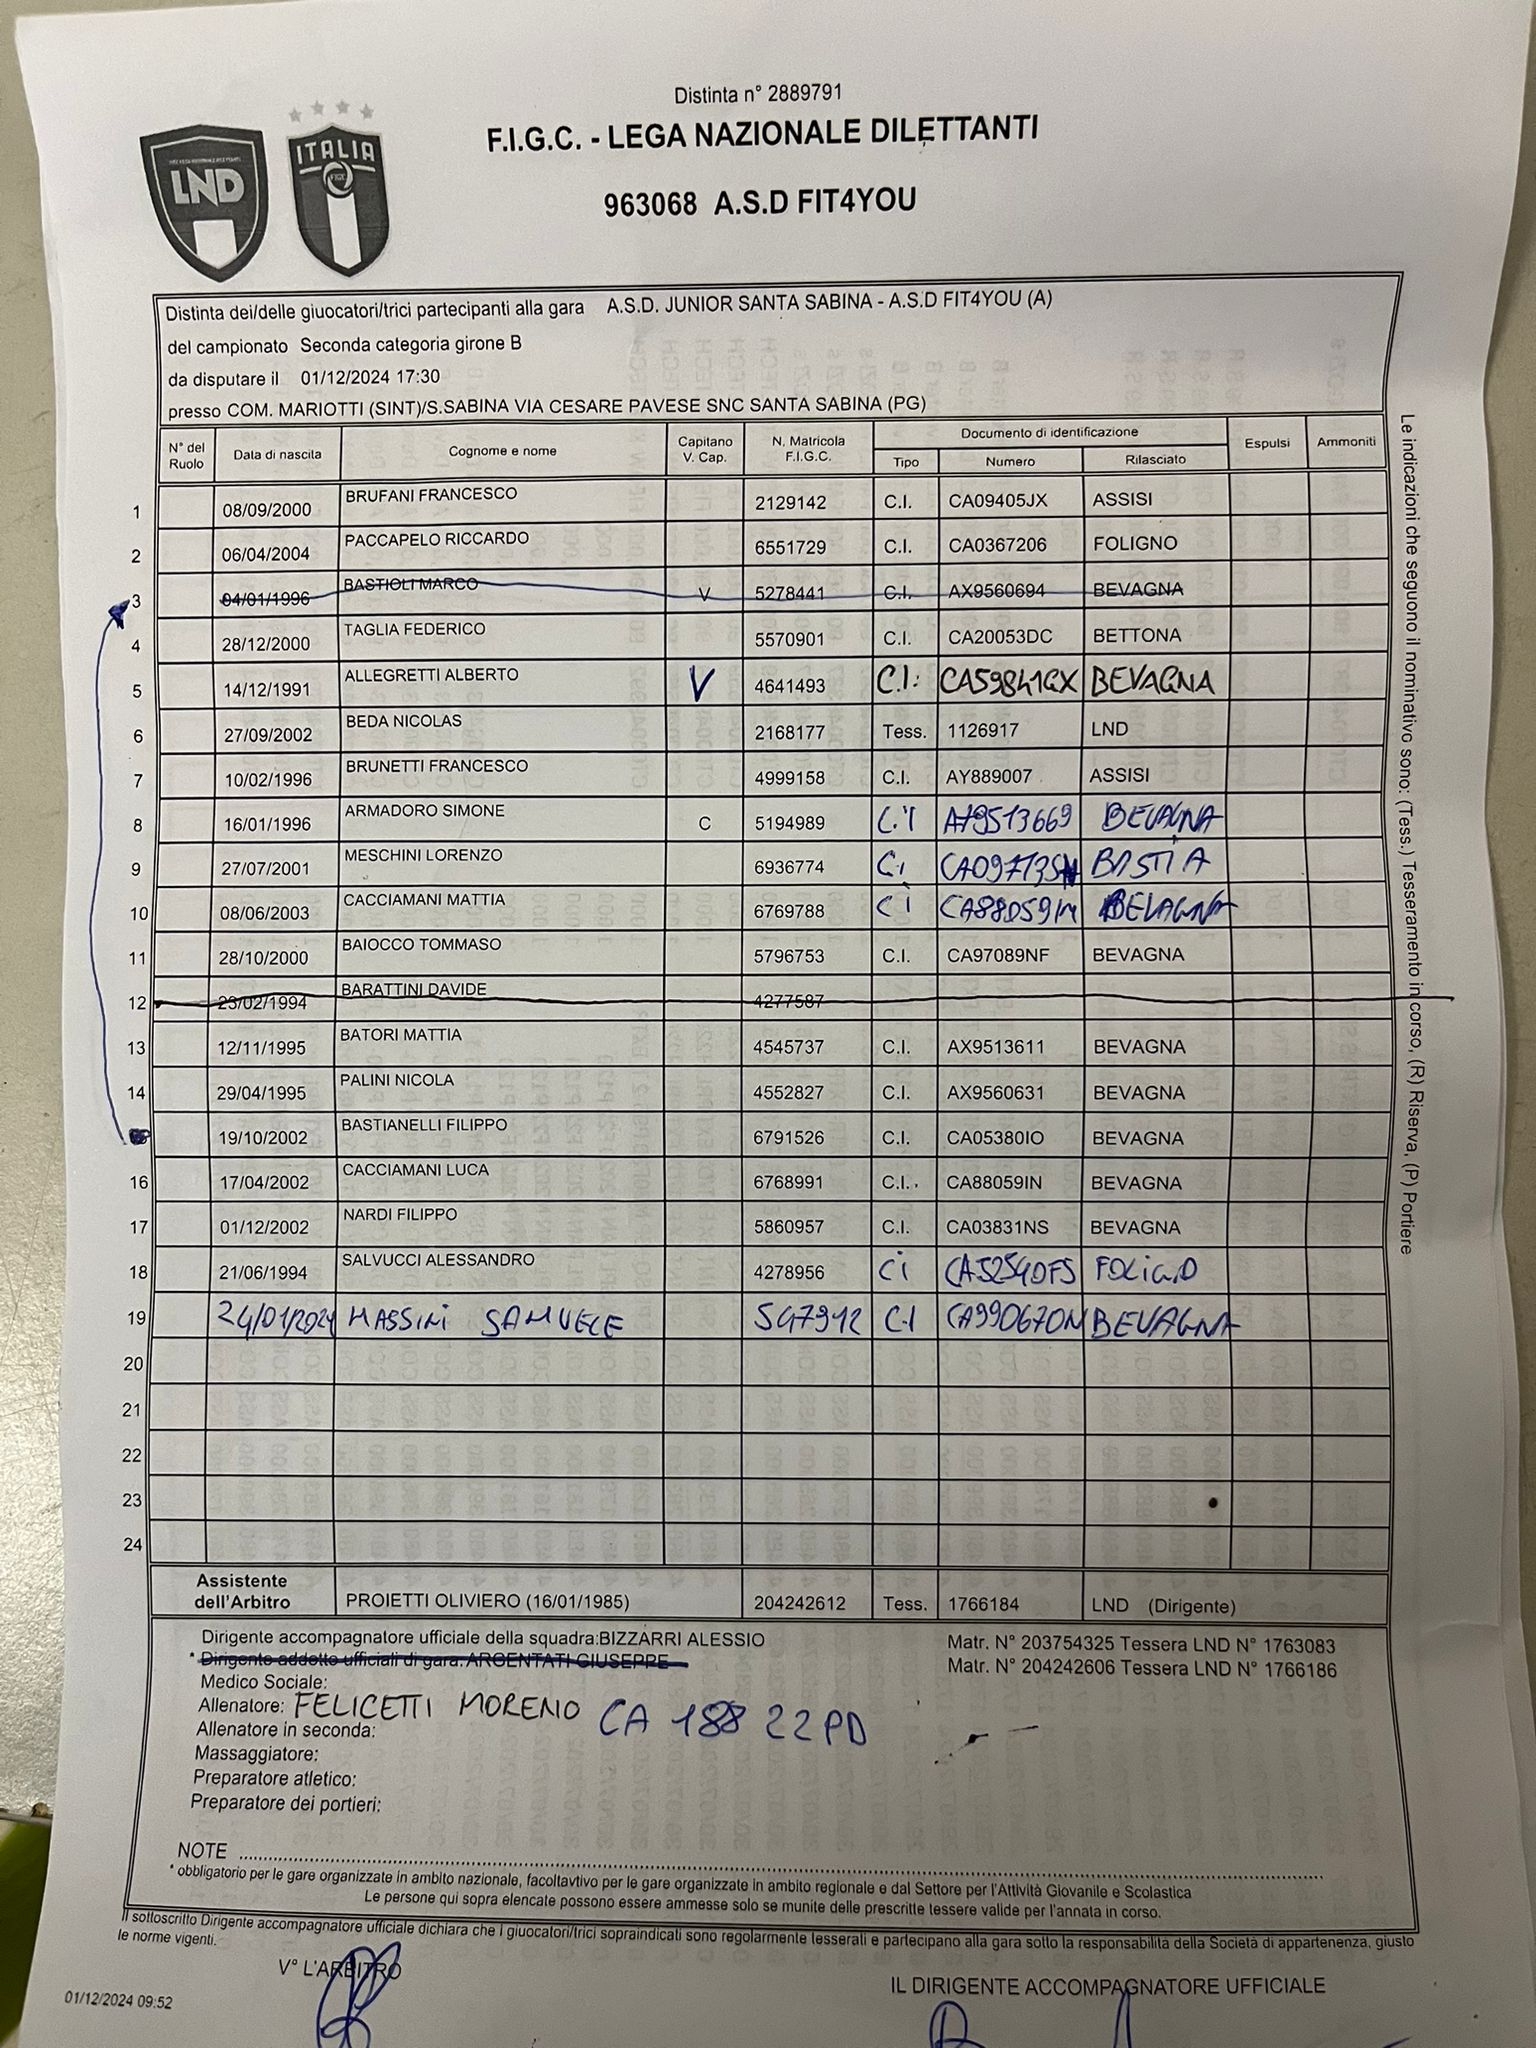 Distinta n° 2889791
F.I.G.C. - LEGA NAZIONALE DILETTANTI
LND
ITALIA
FIGC
963068 A.S.D FIT4YOU
Distinta dei/delle giuocatori/trici partecipanti alla gara A.S.D. JUNIOR SANTA SABINA - A.S.D FIT4YOU (A)
del campionato Seconda categoria girone B
da disputare il 01/12/2024 17:30
presso COM. MARIOTTI (SINT)/S.SABINA VIA CESARE PAVESE SNC SANTA SABINA (PG)
N° del Ruolo Data di nascita Cognome e nome Capitano V. Cap. N. Matricola F.I.G.C. Documento di identificazione Espulsi Ammoniti
Tipo Numero Rilasciato
1 08/09/2000 BRUFANI FRANCESCO 2129142 C.I. CA09405JX ASSISI
2 06/04/2004 PACCAPELO RICCARDO 6551729 C.I. CA0367206 FOLIGNO
3 04/01/1996 BASTIOLI MARCO V 5278441 C.I. AX9560694 BEVAGNA
4 28/12/2000 TAGLIA FEDERICO 5570901 C.I. CA20053DC BETTONA
5 14/12/1991 ALLEGRETTI ALBERTO V 4641493 C.I. CA59841GX BEVAGNA
6 27/09/2002 BEDA NICOLAS 2168177 Tess. 1126917 LND
7 10/02/1996 BRUNETTI FRANCESCO 4999158 C.I. AY889007 ASSISI
8 16/01/1996 ARMADORO SIMONE C 5194989 C.I BEVAGNA
9 27/07/2001 MESCHINI LORENZO 6936774 C.I BASTIA
10 08/06/2003 CACCIAMANI MATTIA 6769788 C i BEVAGNA
11 28/10/2000 BAIOCCO TOMMASO 5796753 C.I. CA97089NF BEVAGNA
12 23/02/1994 BARATTINI DAVIDE 4277587
13 12/11/1995 BATORI MATTIA 4545737 C.I. AX9513611 BEVAGNA
14 29/04/1995 PALINI NICOLA 4552827 C.I. AX9560631 BEVAGNA
19/10/2002 BASTIANELLI FILIPPO 6791526 C.I. CA05380IO BEVAGNA
16 17/04/2002 CACCIAMANI LUCA 6768991 C.I. CA88059IN BEVAGNA
17 01/12/2002 NARDI FILIPPO 5860957 C.I. CA03831NS BEVAGNA
18 21/06/1994 SALVUCCI ALESSANDRO 4278956 Ci CA52540FS
19 MASSINI SAMUELE 547912 C.I CA99067ON BEVAGNA
20
21
22
23
24
Assistente dell'Arbitro PROIETTI OLIVIERO (16/01/1985) 204242612 Tess. 1766184 LND (Dirigente)
Dirigente accompagnatore ufficiale della squadra:BIZZARRI ALESSIO Matr. N° 203754325 Tessera LND N° 1763083
* Dirigente addetto ufficiali di gara: ARGENTATI GIUSEPPE Matr. N° 204242606 Tessera LND N° 1766186
Medico Sociale:
Allenatore: FELICETTI MORENO CA 18822PD
Allenatore in seconda:
Massaggiatore:
Preparatore atletico:
Preparatore dei portieri:
NOTE
* obbligatorio per le gare organizzate in ambito nazionale, facoltavtivo per le gare organizzate in ambito regionale e dal Settore per l'Attività Giovanile e Scolastica
Le persone qui sopra elencate possono essere ammesse solo se munite delle prescritte tessere valide per l'annata in corso.
Il sottoscritto Dirigente accompagnatore ufficiale dichiara che i giuocatori/trici sopraindicati sono regolarmente tesserati e partecipano alla gara sotto la responsabilità della Società di appartenenza, giusto
le norme vigenti.
V° L'ARBITRO
IL DIRIGENTE ACCOMPAGNATORE UFFICIALE
01/12/2024 09:52
Le indicazioni che seguono il nominativo sono: (Tess.) Tesseramento in corso, (R) Riserva, (P) Portiere